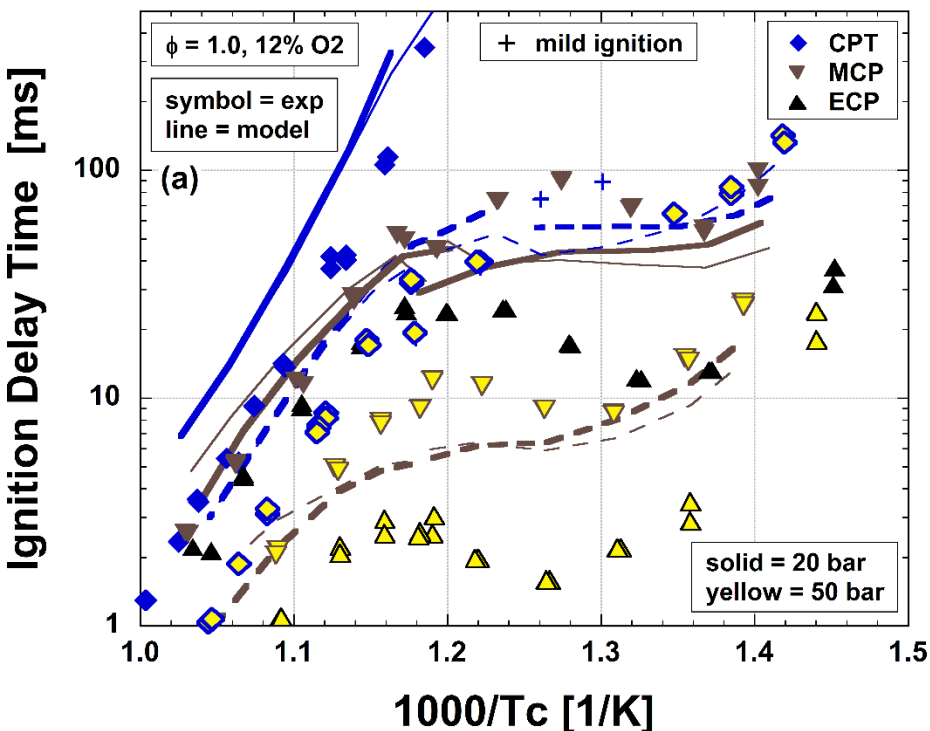 ϕ = 1.0, 12% O2
+ mild ignition
CPT
MCP
ECP
symbol = exp
line = model
(a)
Ignition Delay Time [ms]
100
10
1
solid = 20 bar
yellow = 50 bar
1.0 1.1 1.2 1.3 1.4 1.5
1000/Tc [1/K]